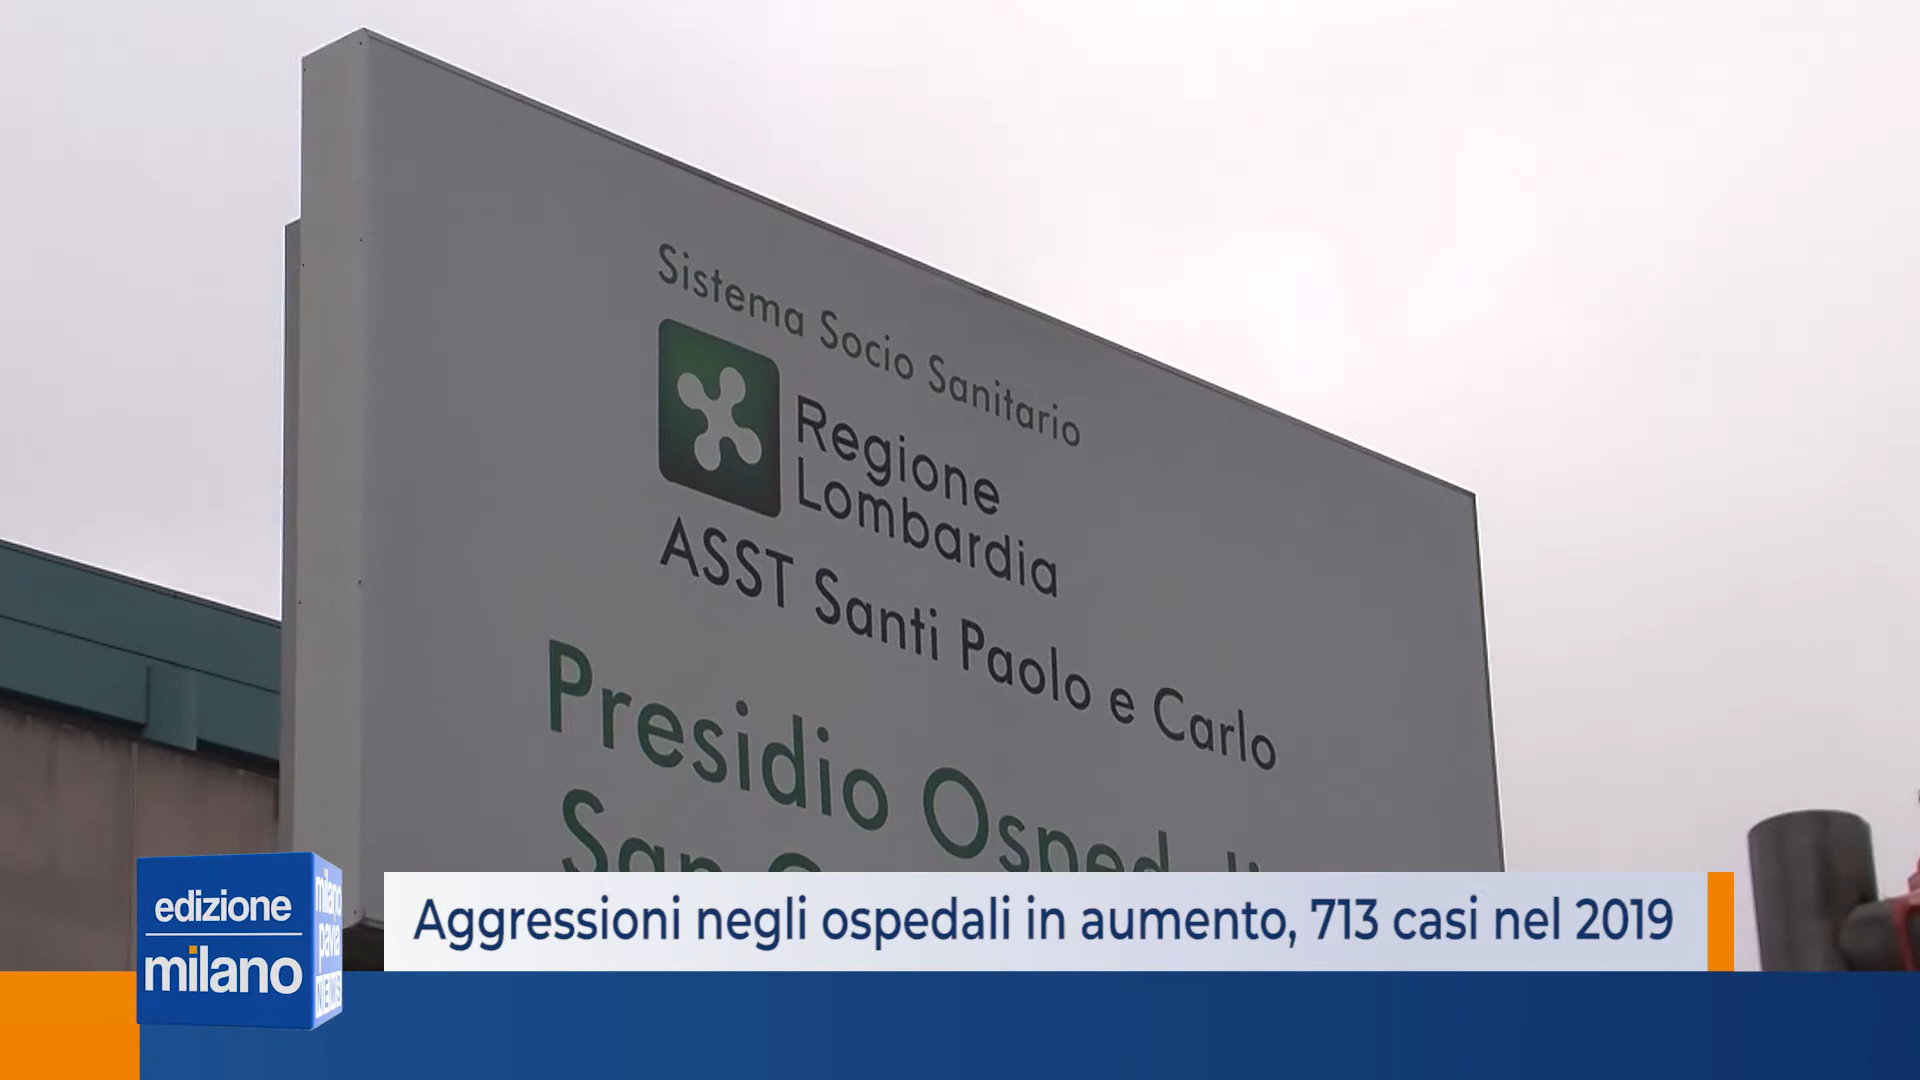 Sistema Socio Sanitario
Regione
Lombardia
ASST Santi Paolo e Carlo
Presidio
San
Aggressioni negli ospedali in aumento, 713 casi nel 2019
edizione
milano
milano
pavia
NEWS